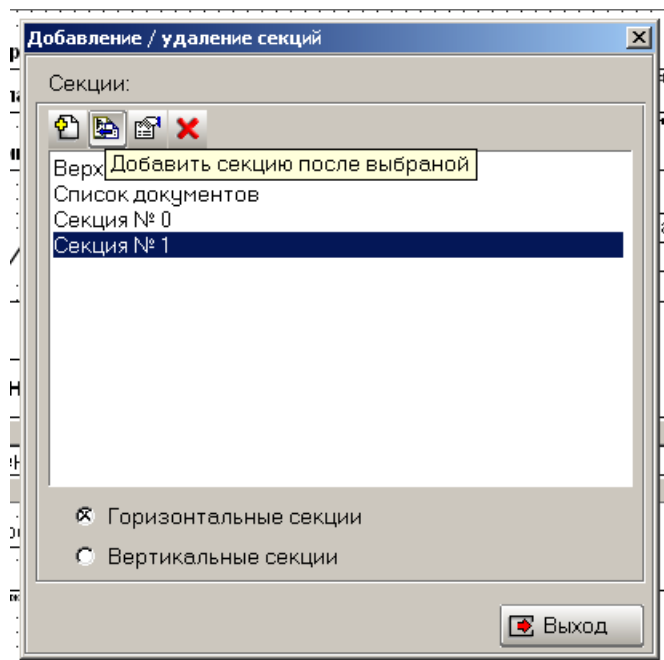 Добавление / удаление секций
Секции:
Добавить секцию после выбраной
Список документов
Секция № 0
Секция № 1
Горизонтальные секции
Вертикальные секции
Выход